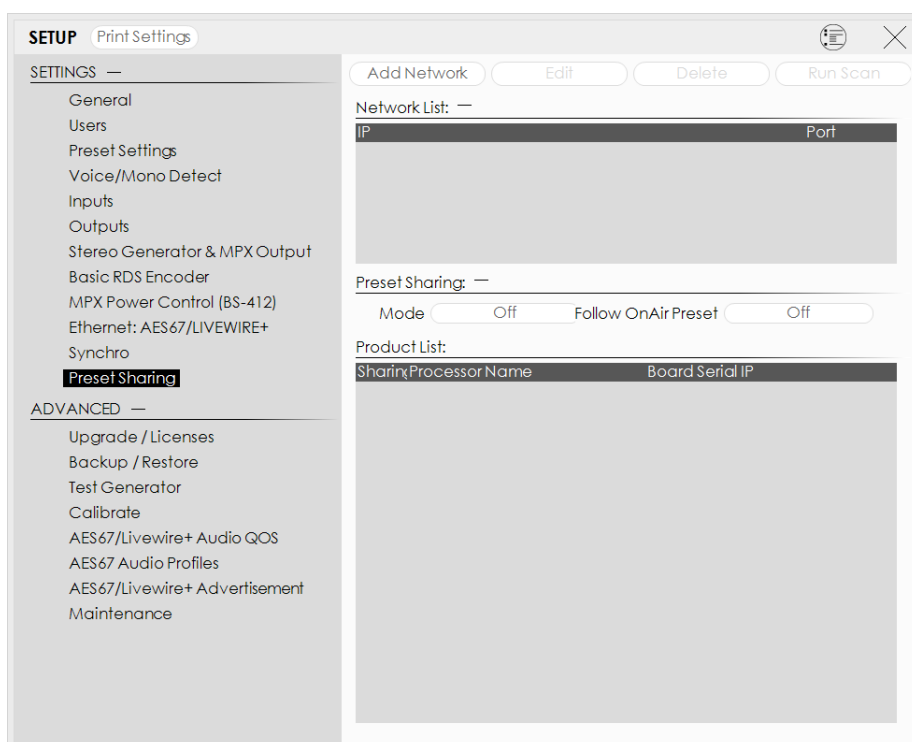 SETUP Print Settings
SETTINGS —
General
Users
Preset Settings
Voice/Mono Detect
Inputs
Outputs
Stereo Generator & MPX Output
Basic RDS Encoder
MPX Power Control (BS-412)
Ethernet: AES67/LIVEWIRE+
Synchro
Preset Sharing
ADVANCED —
Upgrade / Licenses
Backup / Restore
Test Generator
Calibrate
AES67/Livewire+ Audio QOS
AES67 Audio Profiles
AES67/Livewire+ Advertisement
Maintenance
Add Network Edit Delete Run Scan
Network List: —
IP Port
Preset Sharing: —
Mode Off Follow OnAir Preset Off
Product List:
Sharin Processor Name Board Serial IP